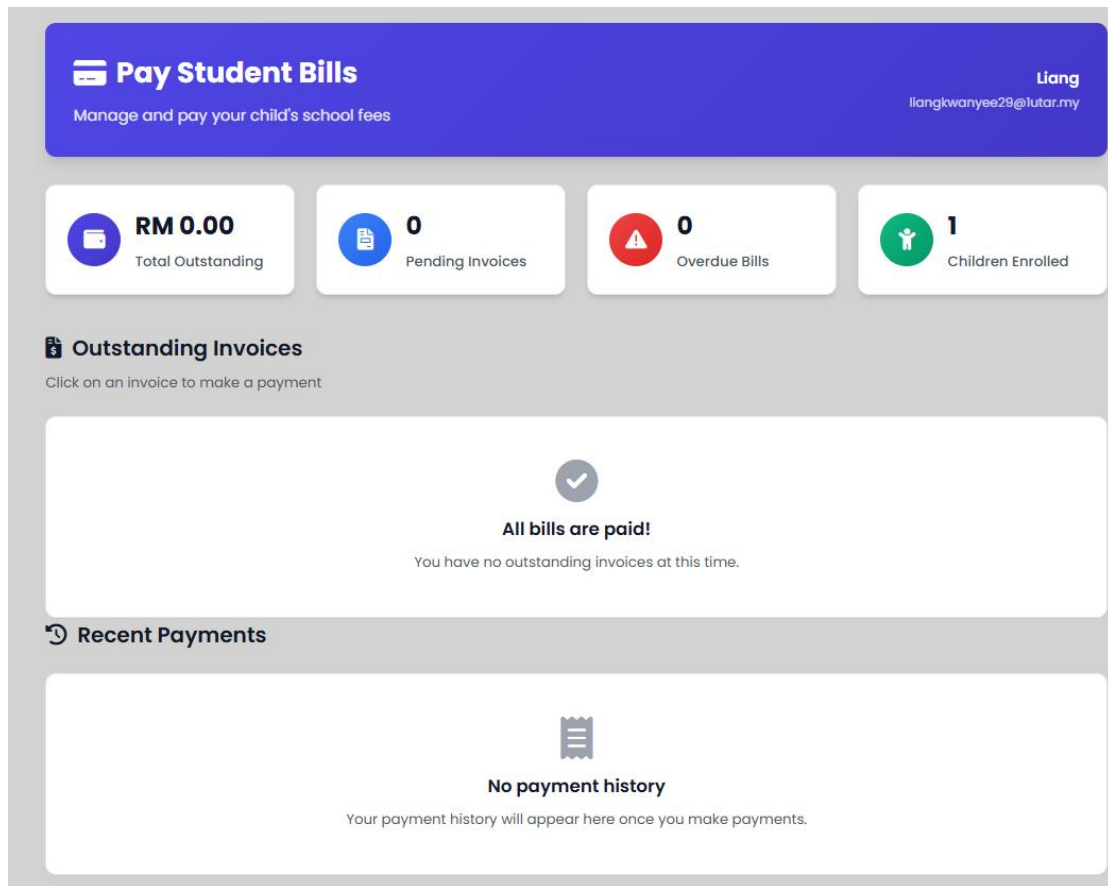 Pay Student Bills
Manage and pay your child's school fees
Liang
liangkwanyee29@1utar.my
RM 0.00
Total Outstanding
0
Pending Invoices
0
Overdue Bills
1
Children Enrolled
Outstanding Invoices
Click on an invoice to make a payment
All bills are paid!
You have no outstanding invoices at this time.
Recent Payments
No payment history
Your payment history will appear here once you make payments.